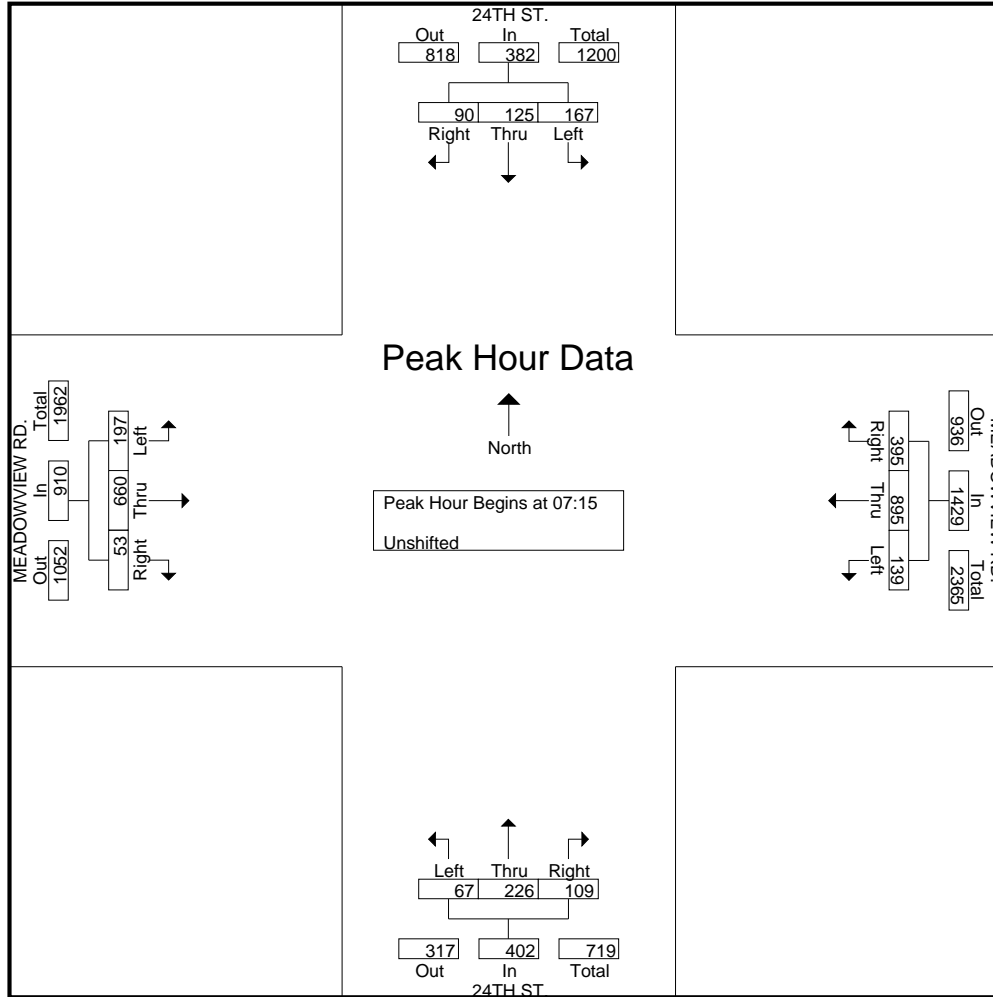 24TH ST.
Out In Total
818 382 1200
90 125 167
Right Thru Left
Peak Hour Data
North
Peak Hour Begins at 07:15
Unshifted
MEADOWVIEW RD.
Out In Total
1052 910 1962
197 660 53
Left Thru Right
Out In Total
936 1429 2365
395 895 139
Right Thru Left
Left Thru Right
67 226 109
317 402 719
Out In Total
24TH ST.